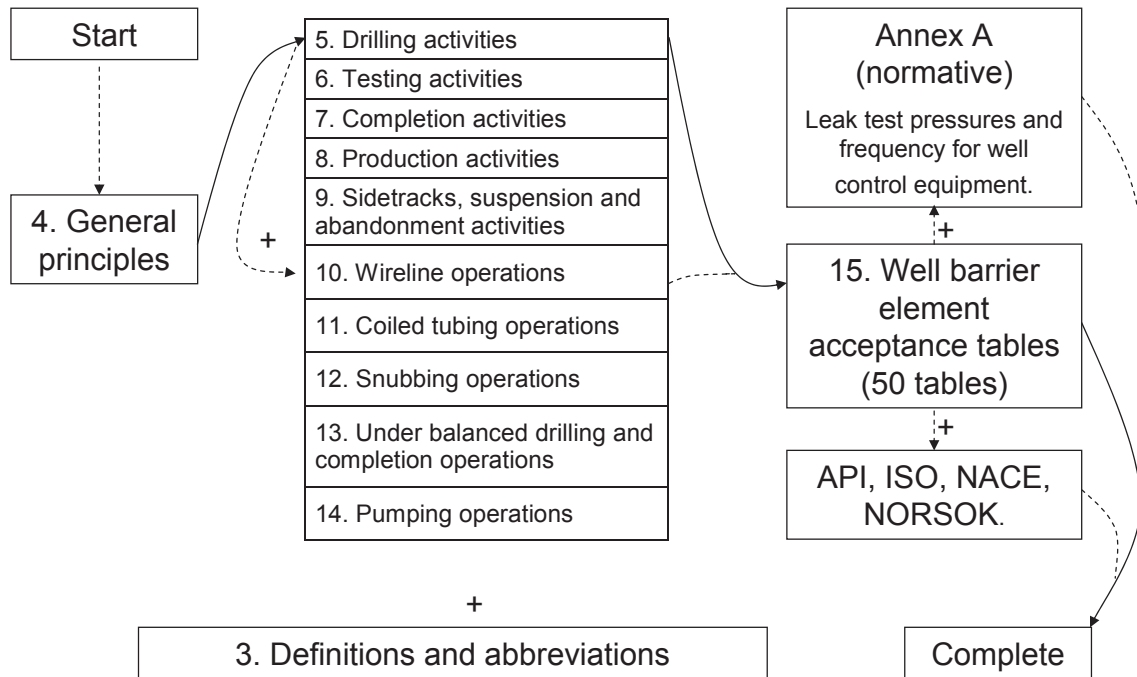 Start
4. General
principles
5. Drilling activities
6. Testing activities
7. Completion activities
8. Production activities
9. Sidetracks, suspension and
abandonment activities
10. Wireline operations
11. Coiled tubing operations
12. Snubbing operations
13. Under balanced drilling and
completion operations
14. Pumping operations
+
Annex A
(normative)
Leak test pressures and
frequency for well
control equipment.
+
15. Well barrier
element
acceptance tables
(50 tables)
+
API, ISO, NACE,
NORSOK.
+
3. Definitions and abbreviations
Complete